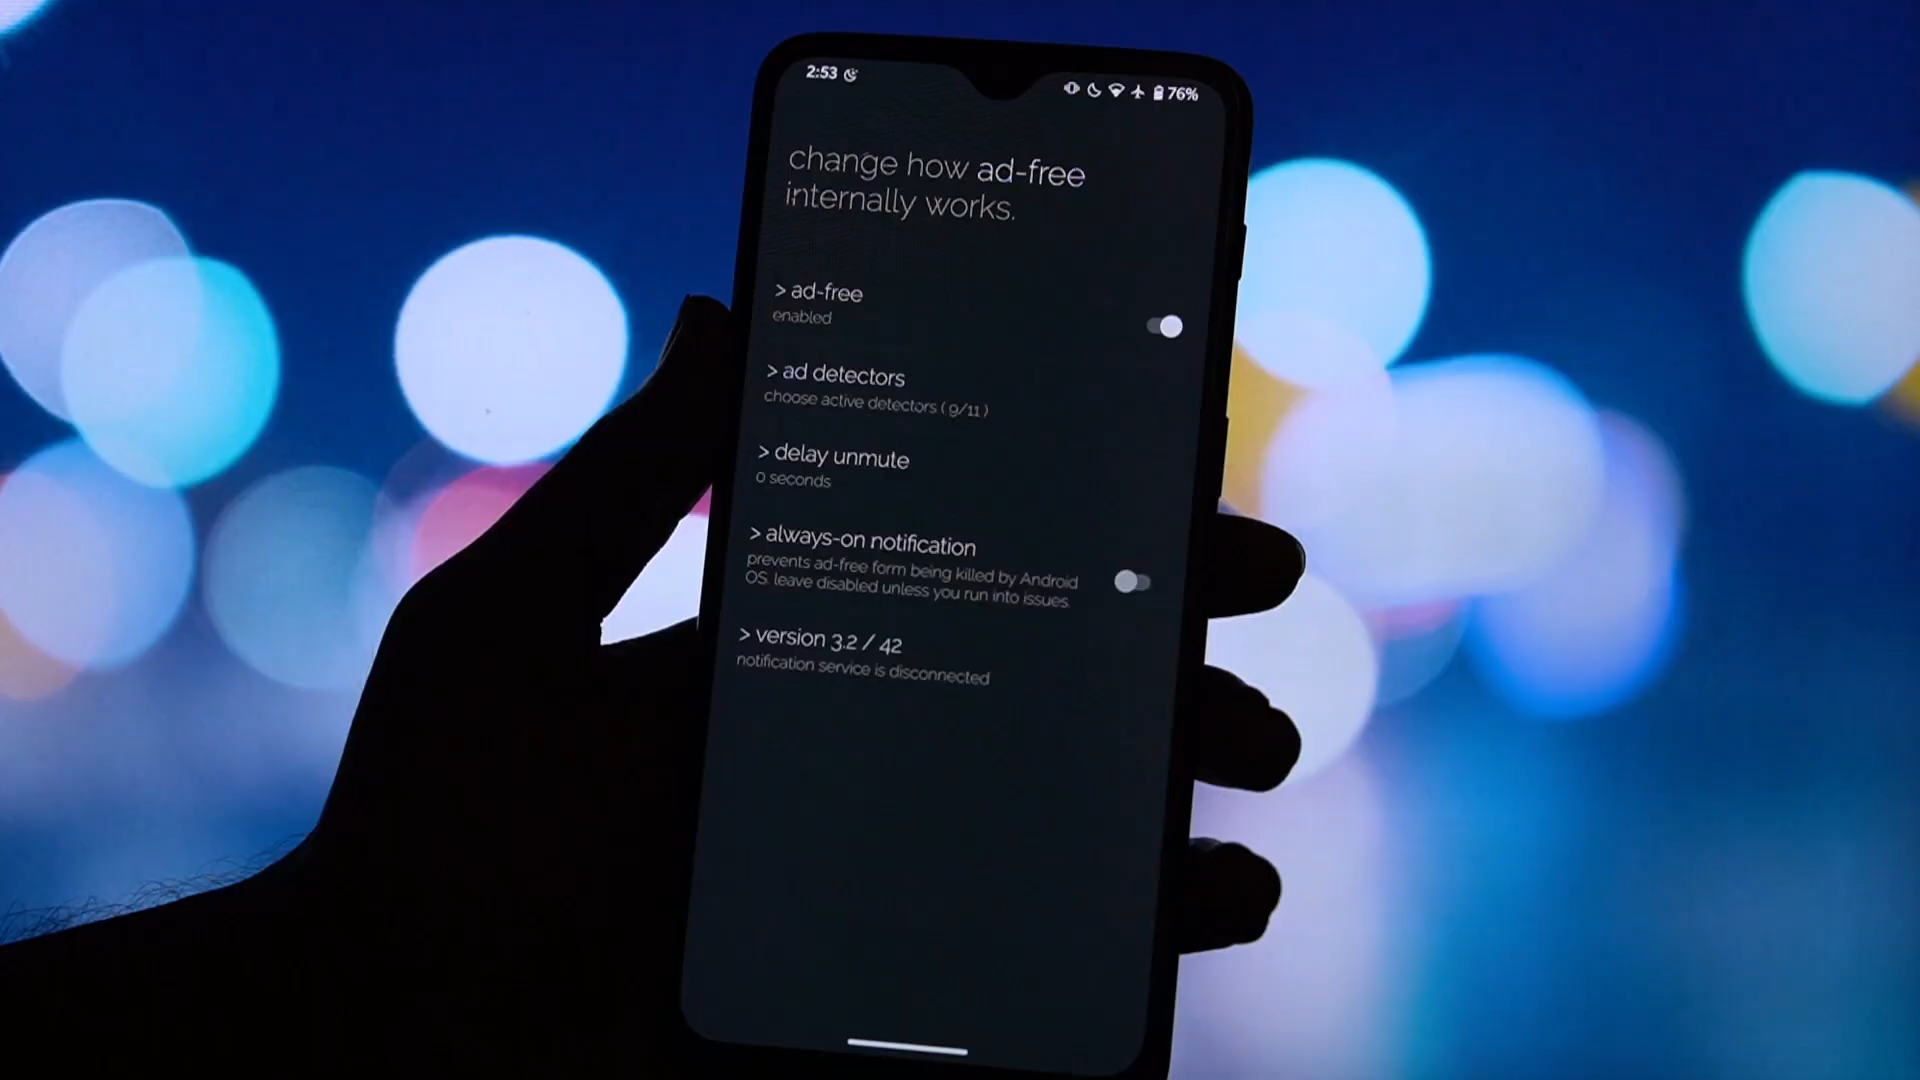 2:53
76%
change how ad-free
internally works.
> ad-free
enabled
> ad detectors
choose active detectors ( 9/11 )
> delay unmute
0 seconds
> always-on notification
prevents ad-free form being killed by Android
OS. leave disabled unless you run into issues.
> version 3.2 / 42
notification service is disconnected